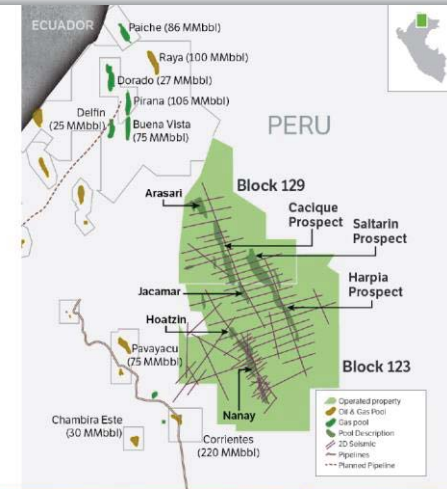 ECUADOR
Paiche (86 MMbbl)
Raya (100 MMbbl)
Dorado (27 MMbbl)
Pirana (106 MMbbl)
Delfin
(25 MMbbl)
Buena Vista
(75 MMbbl)
PERU
Arasari
Block 129
Cacique
Prospect
Saltarin
Prospect
Jacamar
Harpia
Prospect
Hoatzin
Pavayacu
(75 MMbbl)
Block 123
Nanay
Chambira Este
(30 MMbbl)
Corrientes
(220 MMbbl)
Operated property
Oil & Gas Pool
Gas pool
Pool Description
2D Seismic
Pipelines
Planned Pipeline